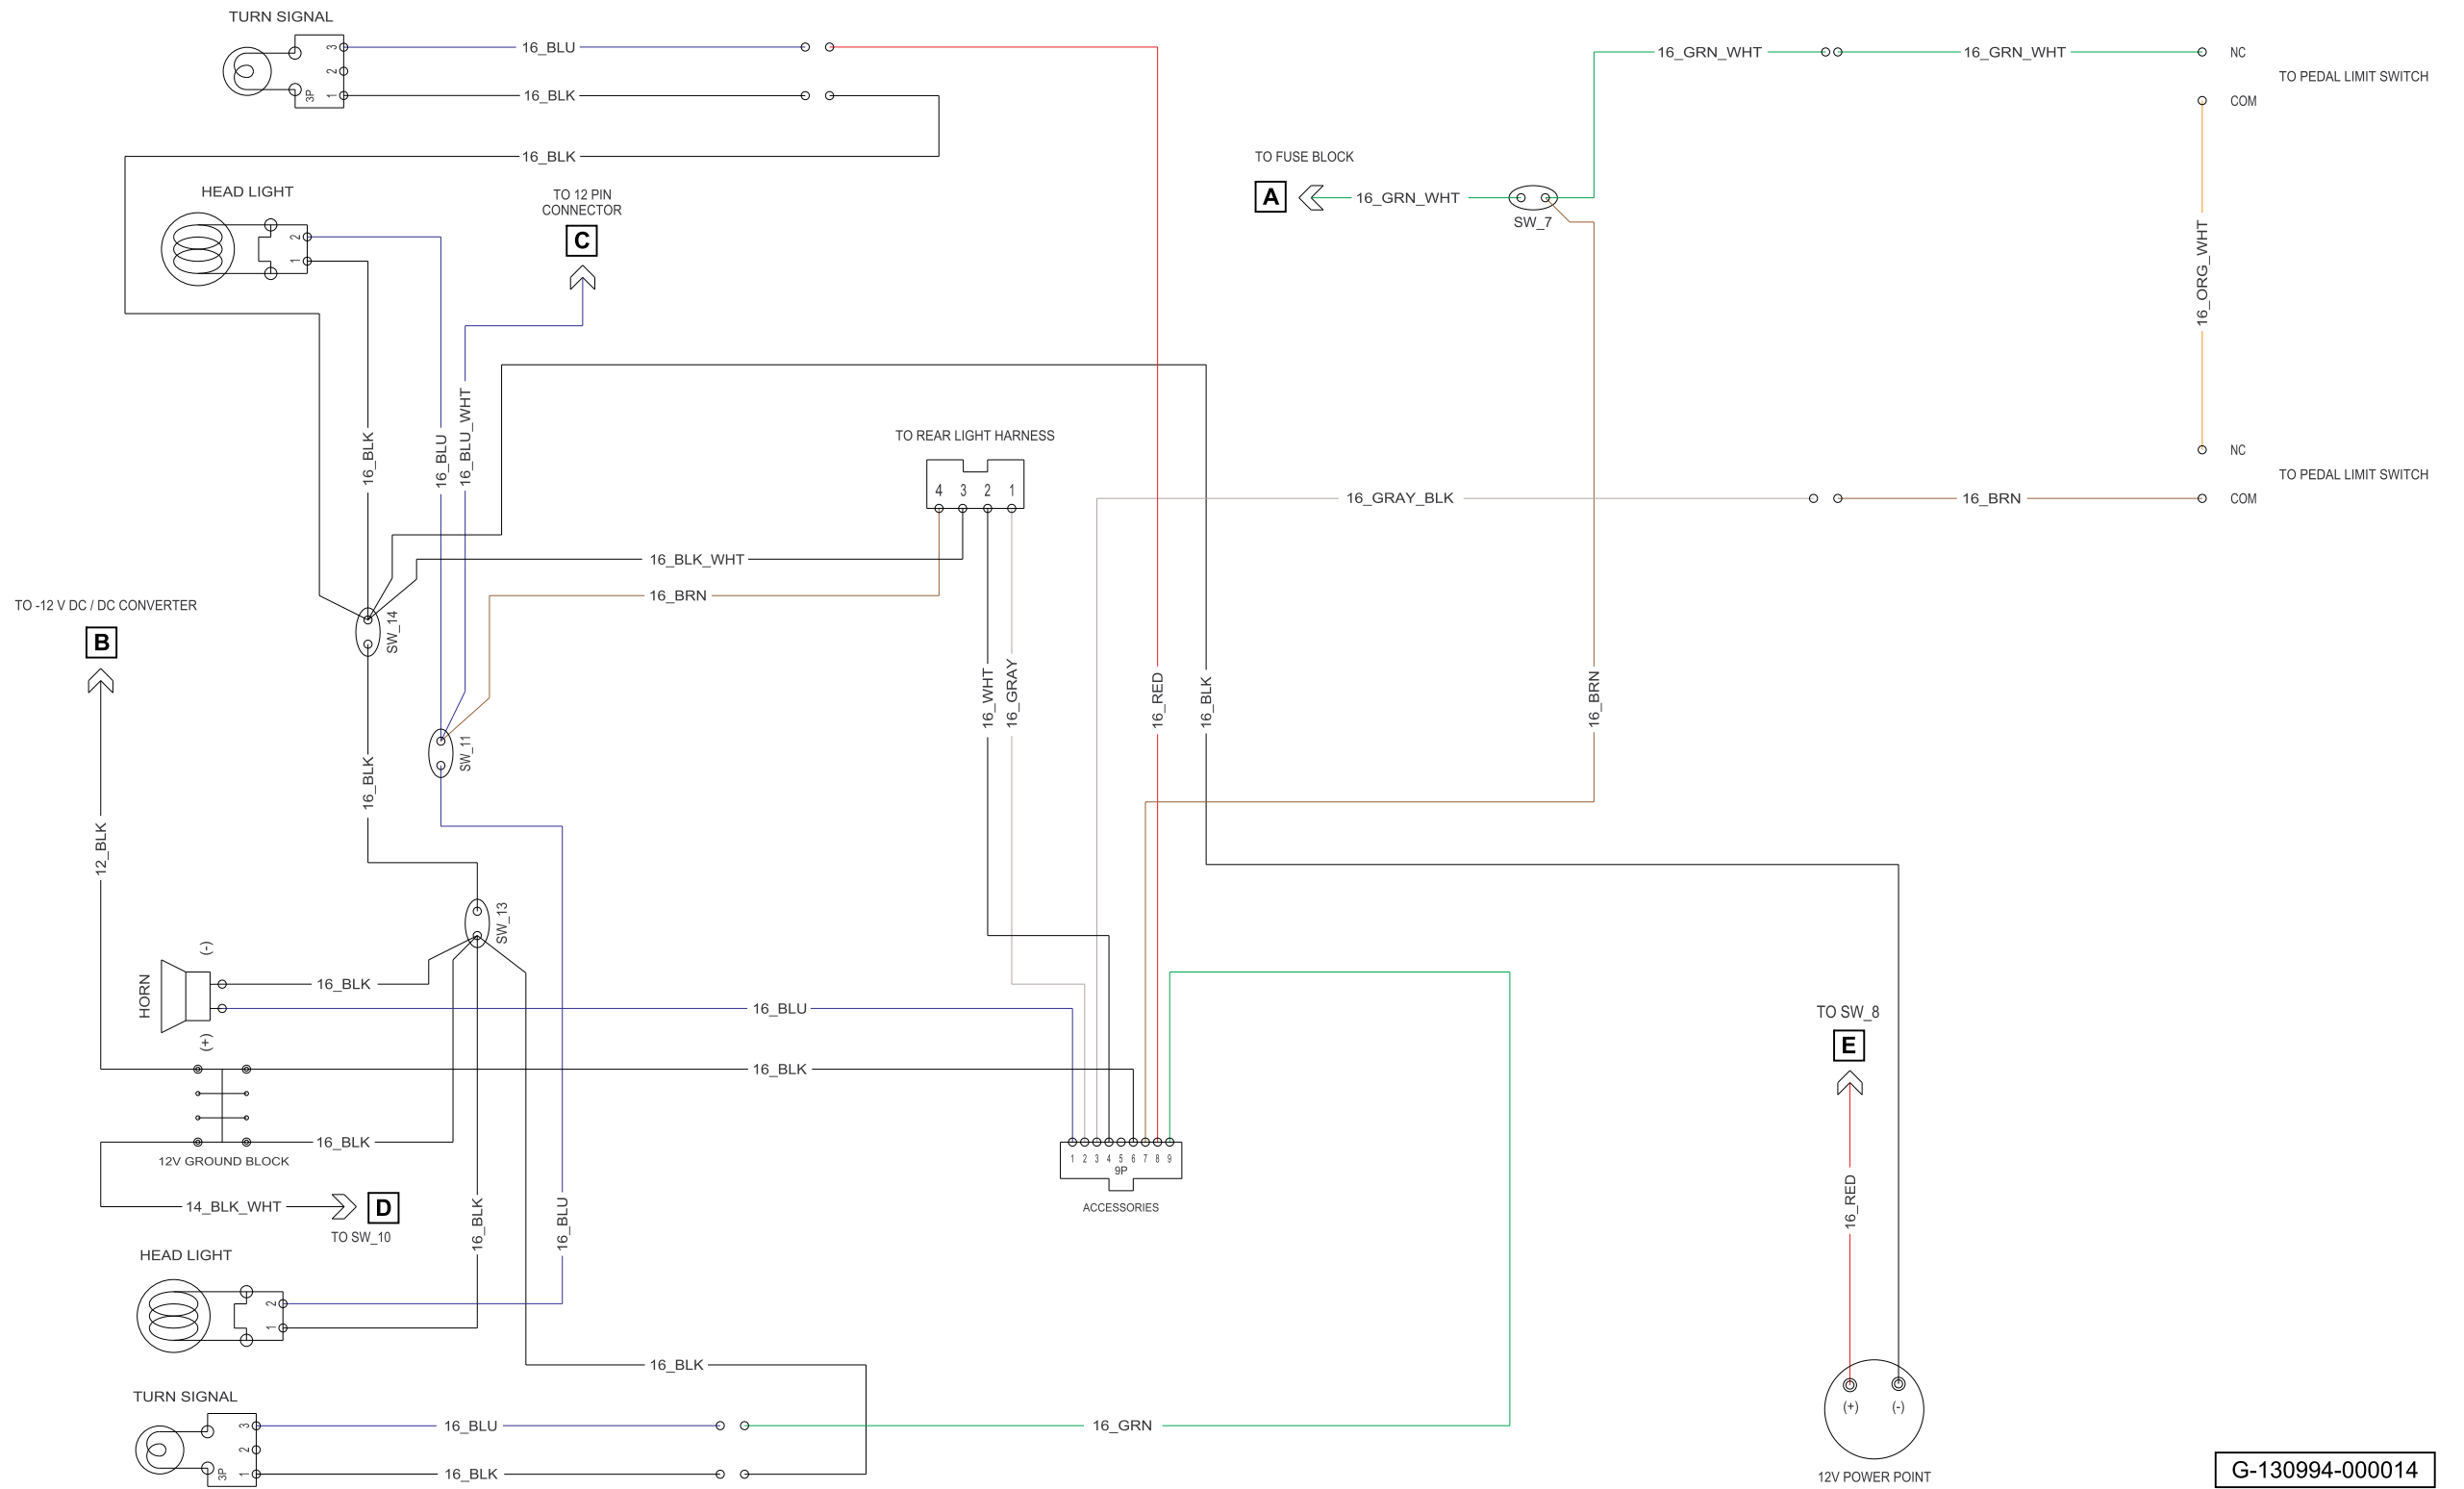 TURN SIGNAL
3
2
1
3P
16_BLU
16_BLK
16_BLK
16_GRN_WHT
16_GRN_WHT
NC
TO PEDAL LIMIT SWITCH
COM
TO FUSE BLOCK
A
16_GRN_WHT
SW_7
HEAD LIGHT
2
1
TO 12 PIN
CONNECTOR
C
16_ORG_WHT
16_BLK
16_BLU
16_BLU_WHT
TO REAR LIGHT HARNESS
4 3 2 1
16_GRAY_BLK
16_BRN
NC
TO PEDAL LIMIT SWITCH
COM
16_BLK_WHT
16_BRN
TO -12 V DC / DC CONVERTER
B
SW_14
16_WHT
16_GRAY
16_RED
16_BLK
16_BRN
SW_11
16_BLK
12_BLK
SW_13
(-)
HORN
(+)
16_BLK
16_BLU
16_BLK
16_BLK
12V GROUND BLOCK
14_BLK_WHT
D
TO SW_10
1 2 3 4 5 6 7 8 9
9P
ACCESSORIES
TO SW_8
E
16_RED
16_BLK
16_BLU
HEAD LIGHT
2
1
16_BLK
TURN SIGNAL
3
2
1
3P
16_BLU
16_BLK
16_GRN
(+) (-)
12V POWER POINT
G-130994-000014